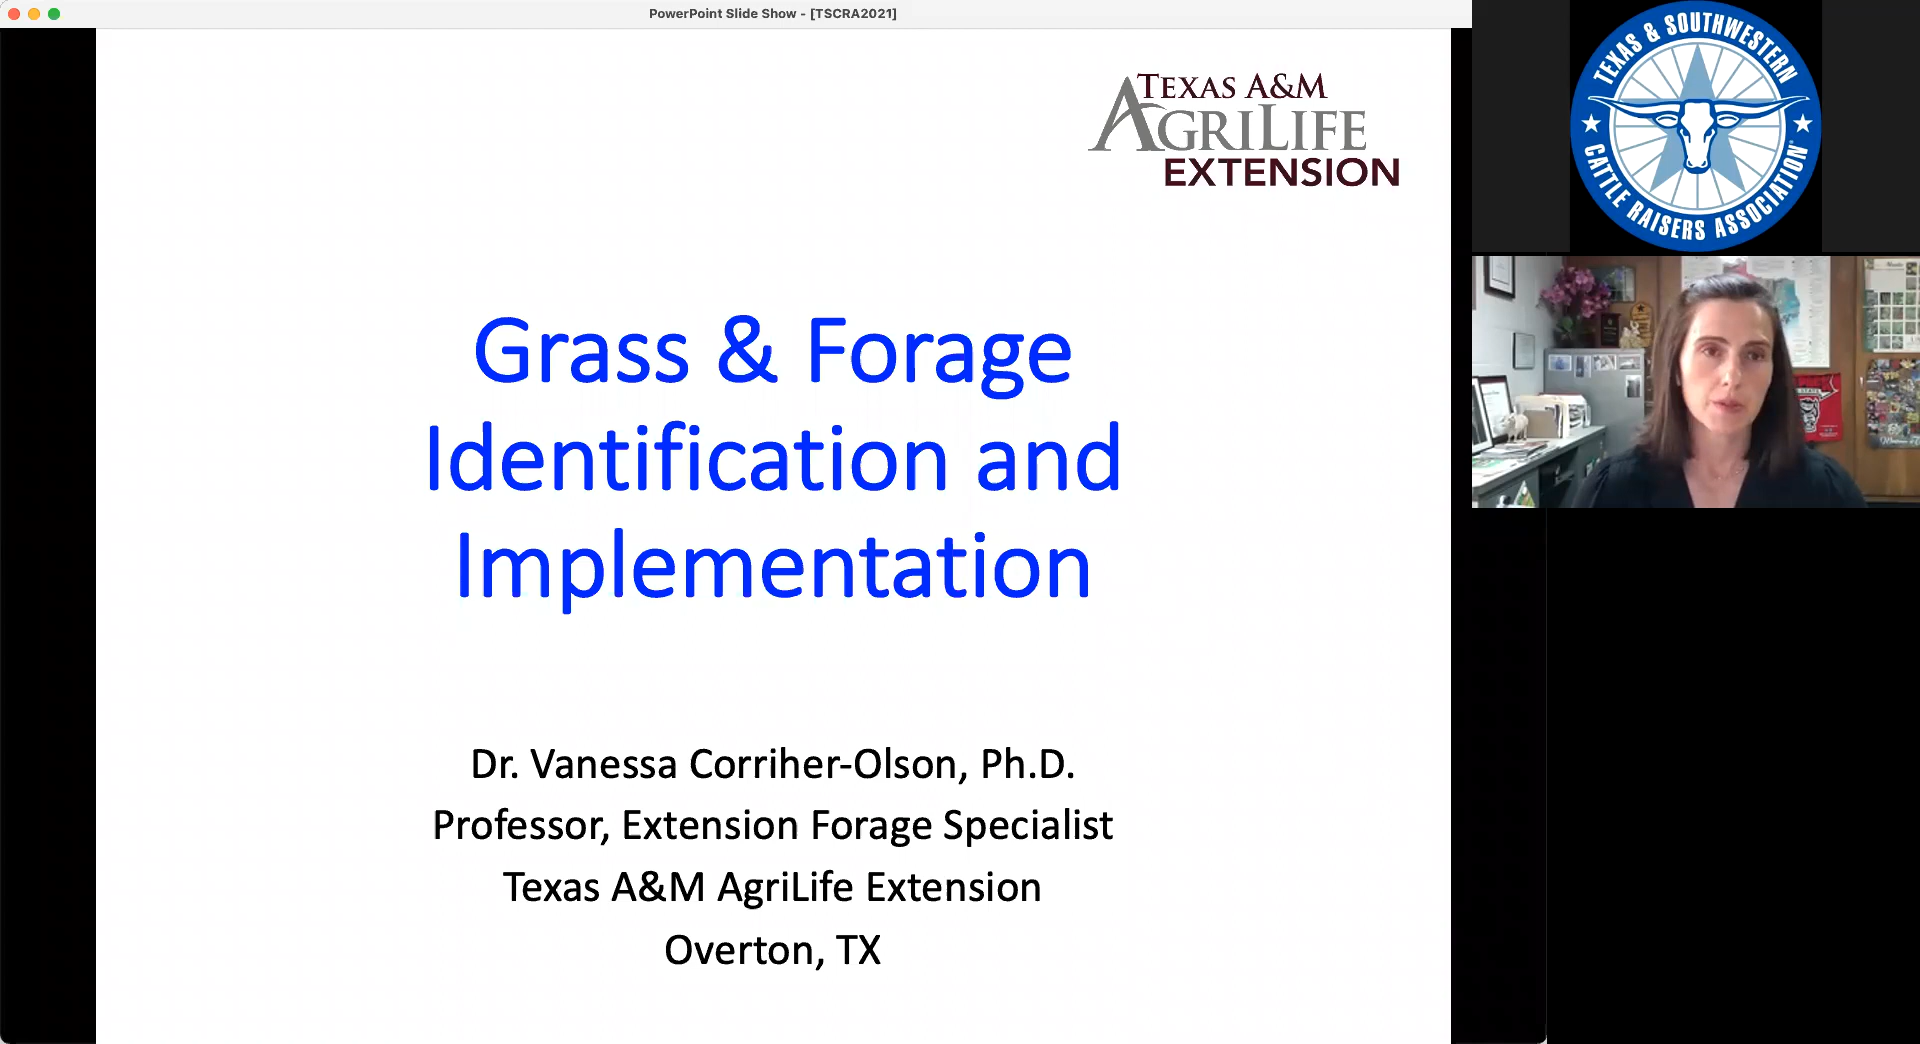 PowerPoint Slide Show - [TSCRA2021]
TEXAS A&M
AGRILIFE
EXTENSION
Grass & Forage
Identification and
Implementation
Dr. Vanessa Corriher-Olson, Ph.D.
Professor, Extension Forage Specialist
Texas A&M AgriLife Extension
Overton, TX
TEXAS & SOUTHWESTERN
CATTLE RAISERS ASSOCIATION